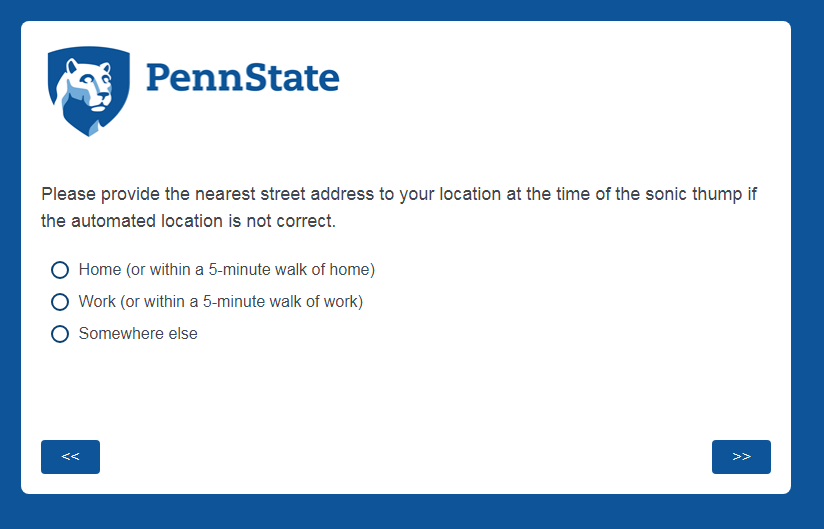 PennState
Please provide the nearest street address to your location at the time of the sonic thump if
the automated location is not correct.
Home (or within a 5-minute walk of home)
Work (or within a 5-minute walk of work)
Somewhere else
<<
>>